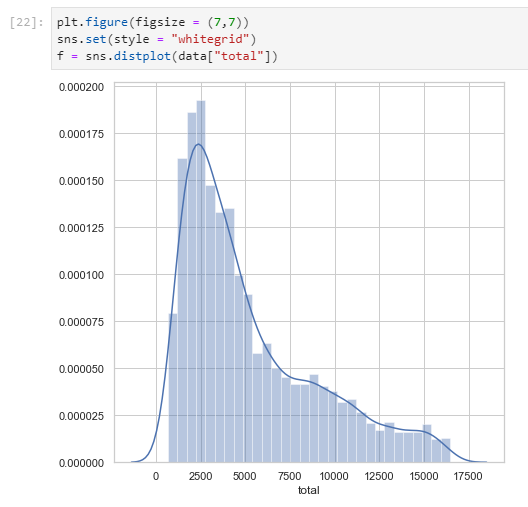 [22]: plt.figure(figsize = (7,7))
sns.set(style = "whitegrid")
f = sns.distplot(data["total"])
0.000200
0.000175
0.000150
0.000125
0.000100
0.000075
0.000050
0.000025
0.000000
0 2500 5000 7500 10000 12500 15000 17500
total